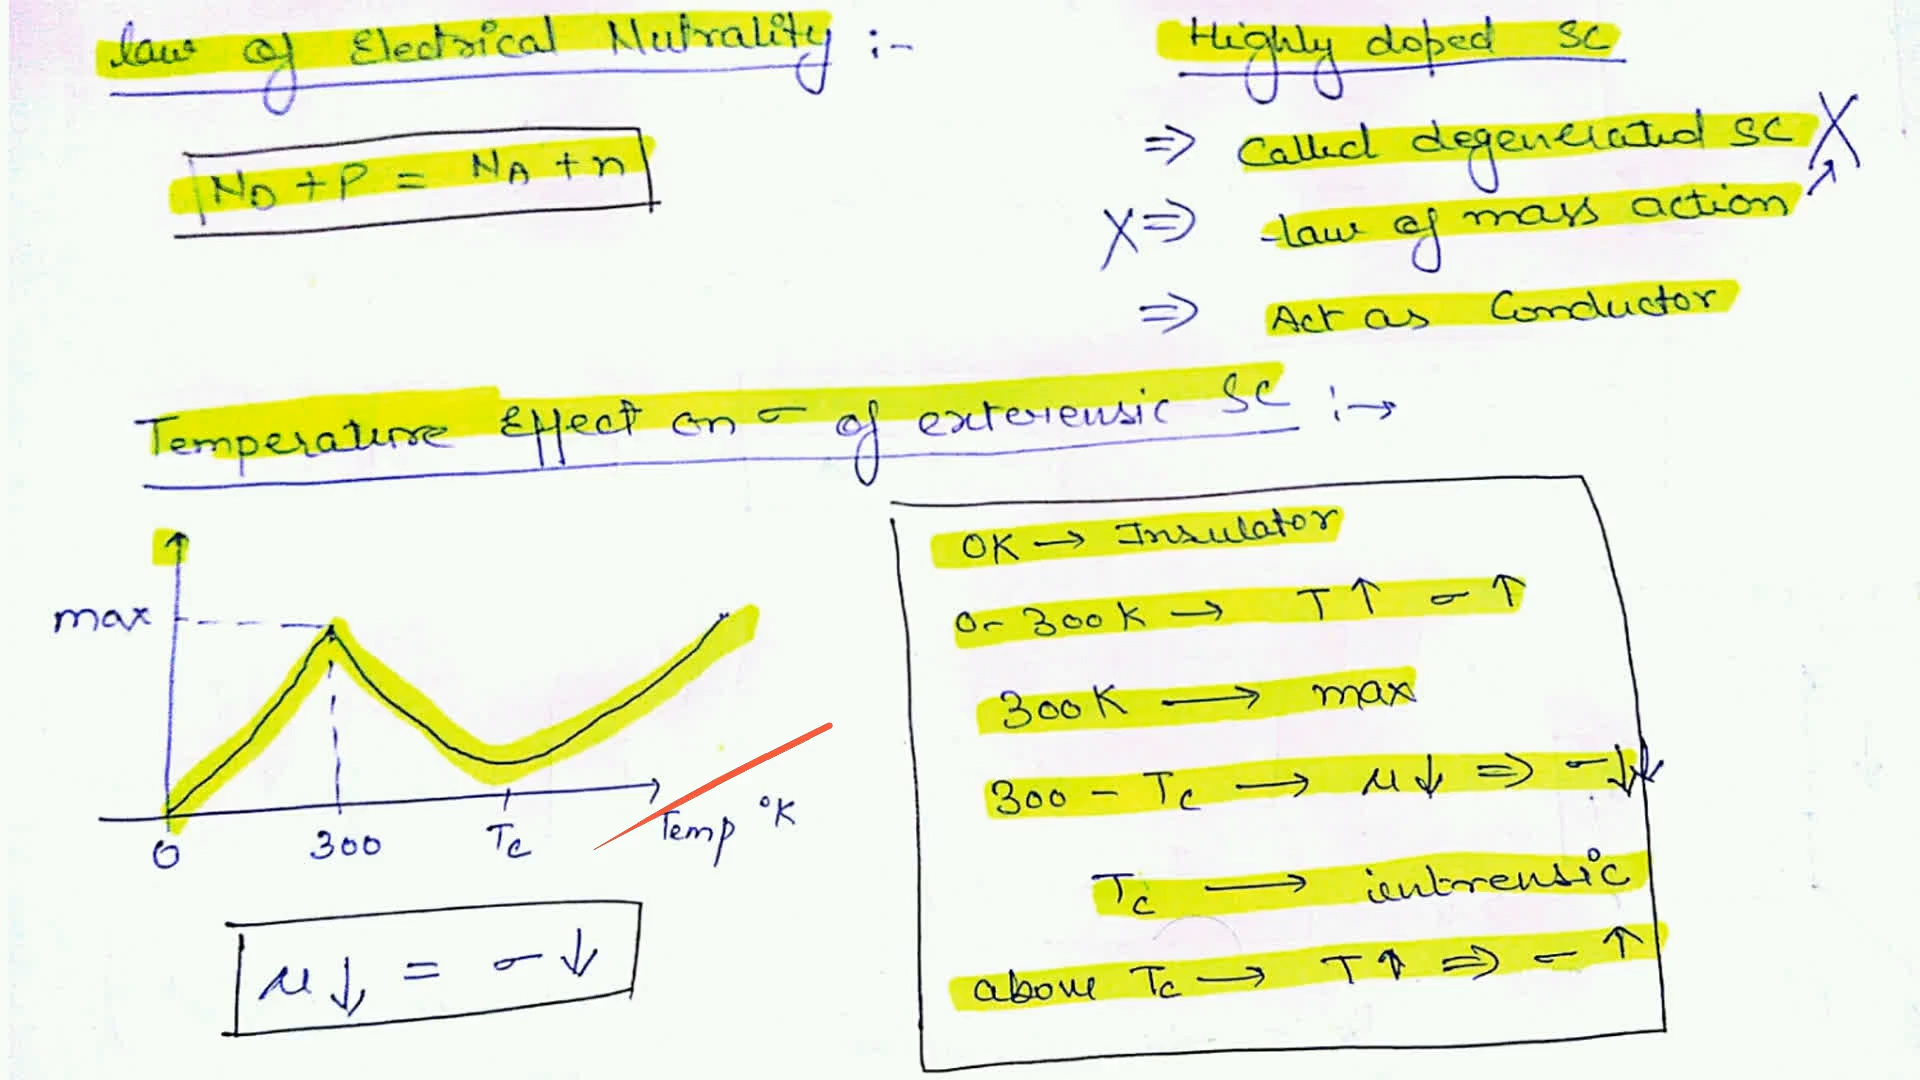 law of Electrical Nutrality :-
N_D + P = N_A + n
Highly doped SC
⇒ Called degenerated SC X
X ⇒ law of mass action ↗
⇒ Act as Conductor
Temperature Effect on σ of exterensic SC :→
max
0 300 Tc Temp °K
μ↓ = σ↓
0K → Insulator
0- 300K → T↑ σ↑
300K → max
300 - Tc → μ↓ ⇒ σ↓↓
Tc → intrensic
above Tc → T↑ ⇒ σ↑